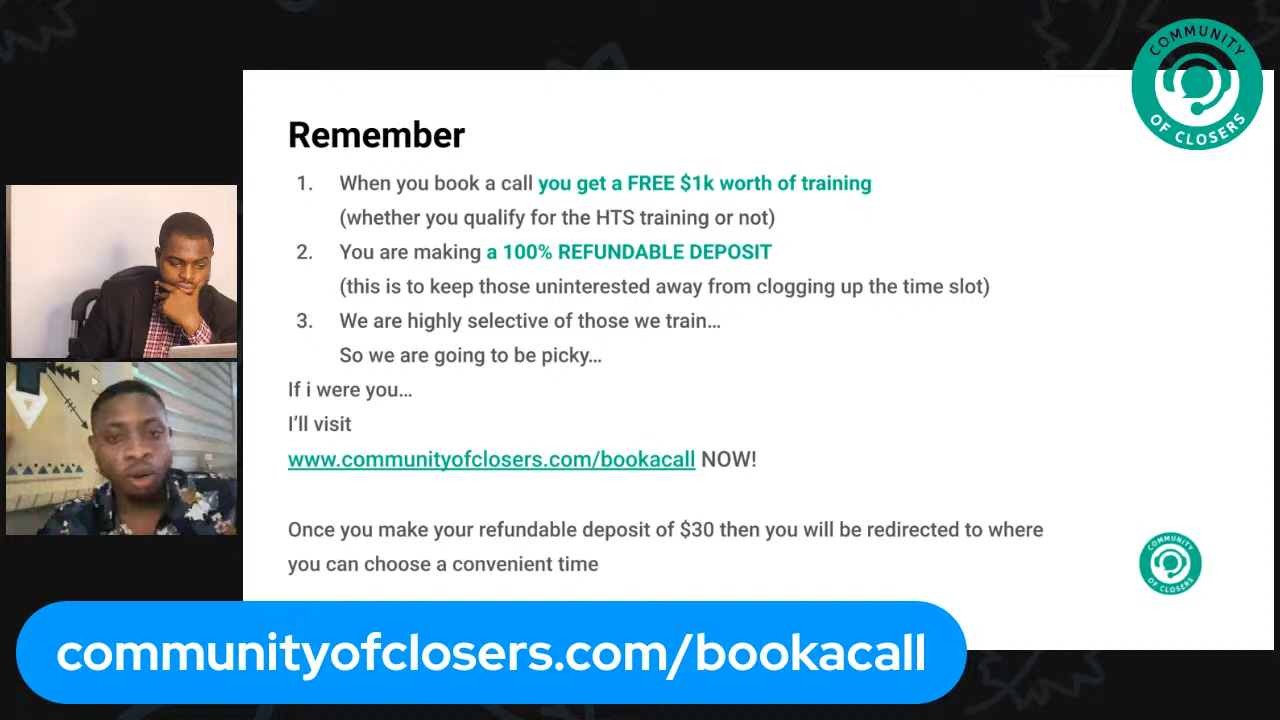 COMMUNITY
OF CLOSERS
Remember
1. When you book a call you get a FREE $1k worth of training
(whether you qualify for the HTS training or not)
2. You are making a 100% REFUNDABLE DEPOSIT
(this is to keep those uninterested away from clogging up the time slot)
3. We are highly selective of those we train…
So we are going to be picky…
If i were you…
I’ll visit
www.communityofclosers.com/bookacall NOW!
Once you make your refundable deposit of $30 then you will be redirected to where
you can choose a convenient time
COMMUNITY
OF CLOSERS
communityofclosers.com/bookacall